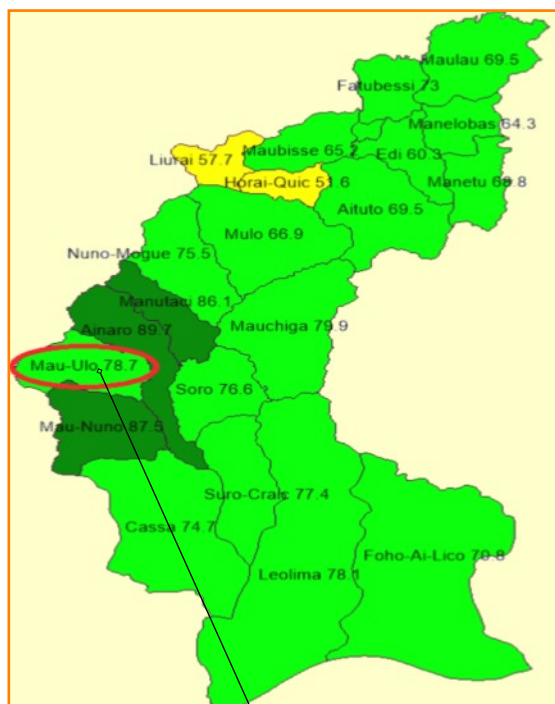 Maulau 69.5
Fatubessi 73
Manelobas 64.3
Maubisse 65.2
Edi 60.3
Liurai 57.7
Horai-Quic 51.6
Manetu 68.8
Aituto 69.5
Mulo 66.9
Nuno-Mogue 75.5
Manutaci 86.1
Mauchiga 79.9
Ainaro 89.7
Mau-Ulo 78.7
Soro 76.6
Mau-Nuno 87.5
Suro-Craic 77.4
Cassa 74.7
Foho-Ai-Lico 70.8
Leolima 78.1